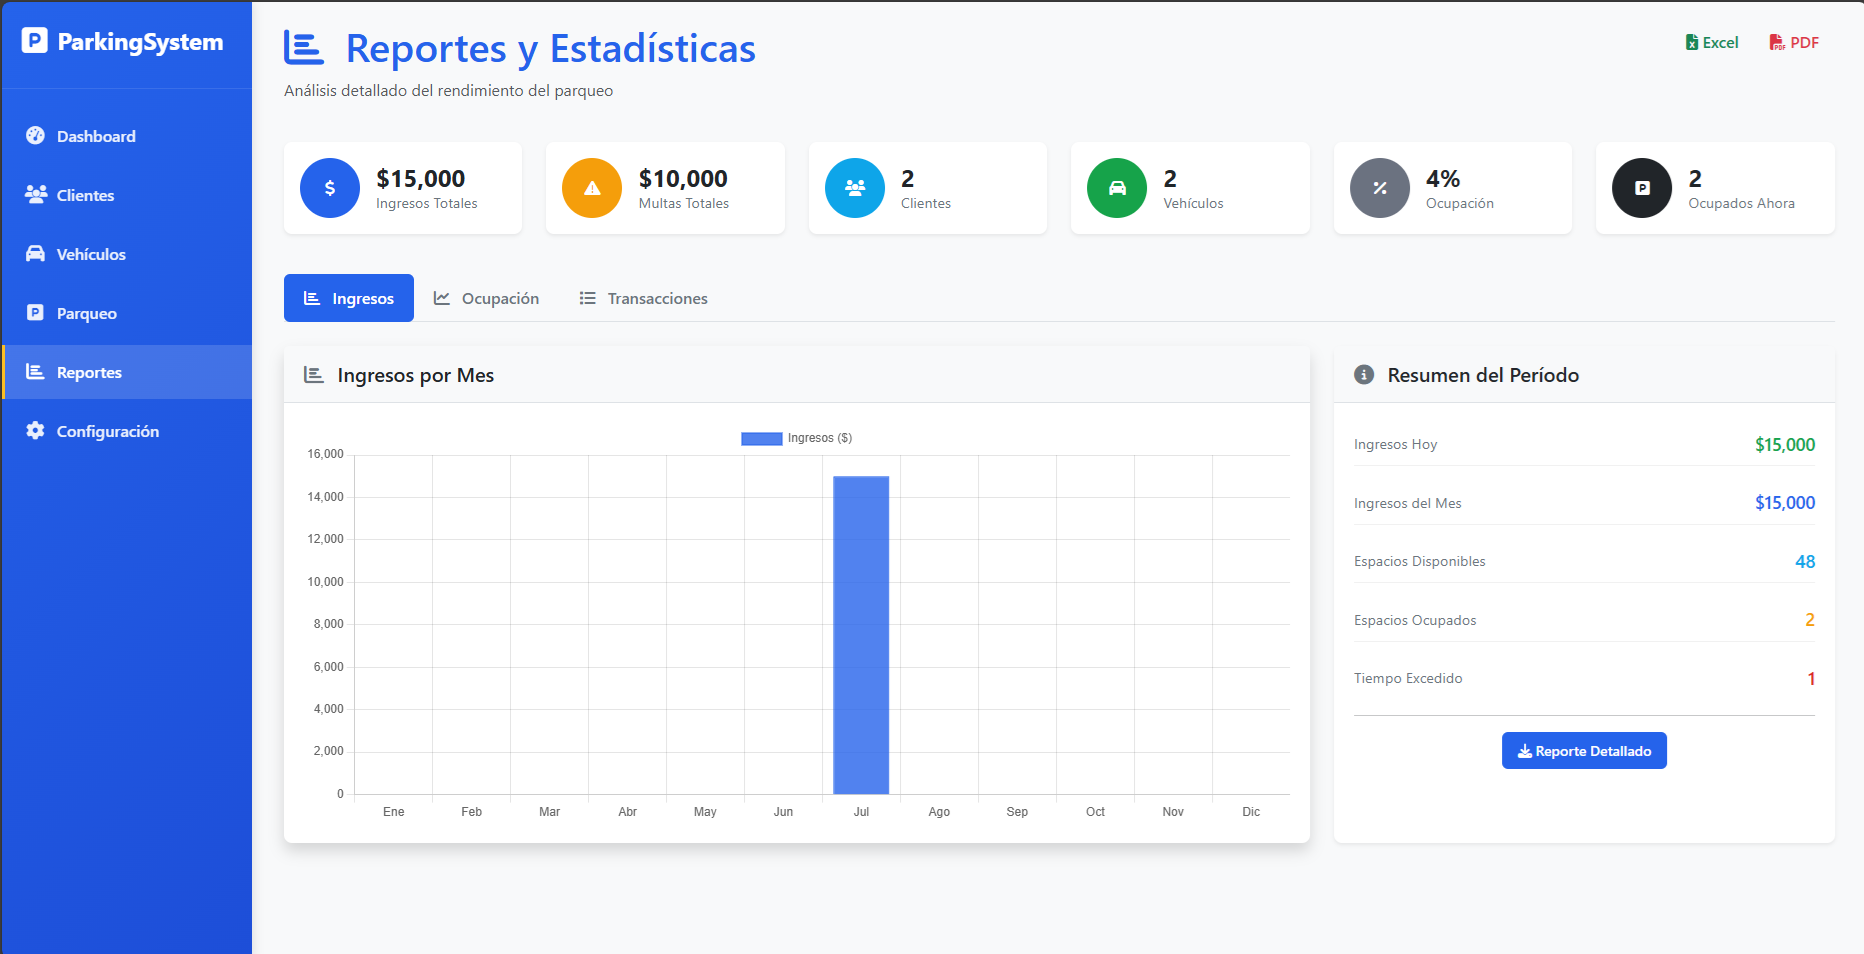 ParkingSystem
Dashboard
Clientes
Vehículos
Parqueo
Reportes
Configuración
Reportes y Estadísticas
Análisis detallado del rendimiento del parqueo
Excel
PDF
$15,000
Ingresos Totales
$10,000
Multas Totales
2
Clientes
2
Vehículos
4%
Ocupación
2
Ocupados Ahora
Ingresos
Ocupación
Transacciones
Ingresos por Mes
Ingresos ($)
16,000
14,000
12,000
10,000
8,000
6,000
4,000
2,000
0
Ene Feb Mar Abr May Jun Jul Ago Sep Oct Nov Dic
Resumen del Período
Ingresos Hoy $15,000
Ingresos del Mes $15,000
Espacios Disponibles 48
Espacios Ocupados 2
Tiempo Excedido 1
Reporte Detallado